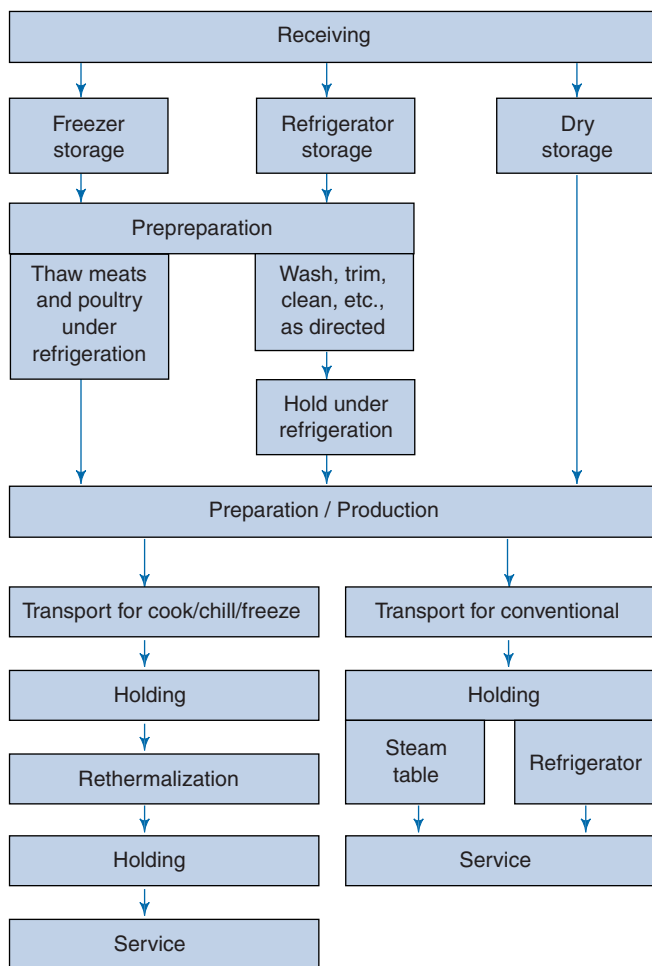 Receiving
Freezer
storage
Refrigerator
storage
Dry
storage
Prepreparation
Thaw meats
and poultry
under
refrigeration
Wash, trim,
clean, etc.,
as directed
Hold under
refrigeration
Preparation / Production
Transport for cook/chill/freeze
Holding
Rethermalization
Holding
Service
Transport for conventional
Holding
Steam
table
Refrigerator
Service